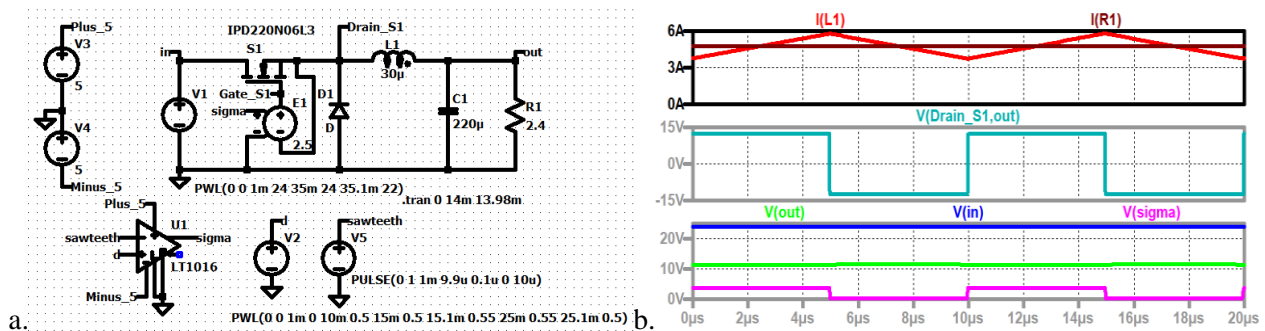 Plus_5
V3
5
V4
5
Minus_5
IPD220N06L3
in
S1
Drain_S1
L1
30µ
out
V1
Gate_S1
sigma
E1
2.5
D1
D
C1
220µ
R1
2.4
PWL(0 0 1m 24 35m 24 35.1m 22)
.tran 0 14m 13.98m
Plus_5
U1
sawteeth
sigma
d
LT1016
Minus_5
d
V2
sawteeth
V5
PULSE(0 1 1m 9.9u 0.1u 0 10u)
PWL(0 0 1m 0 10m 0.5 15m 0.5 15.1m 0.55 25m 0.55 25.1m 0.5)
a.
I(L1) I(R1)
6A
3A
0A
V(Drain_S1,out)
15V
0V
-15V
V(out) V(in) V(sigma)
20V
10V
0V
0µs 2µs 4µs 6µs 8µs 10µs 12µs 14µs 16µs 18µs 20µs
b.